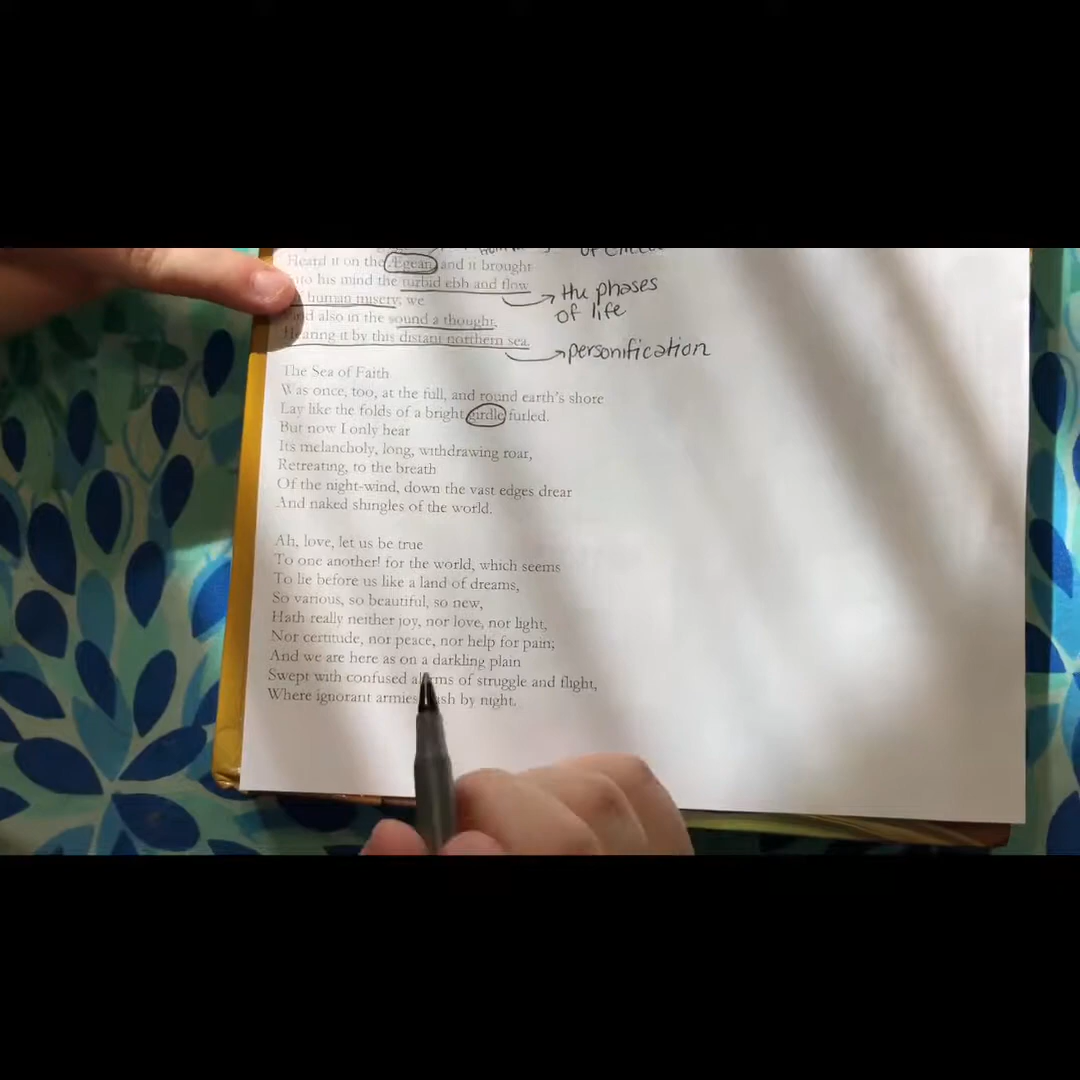 Heard it on the Ægean, and it brought
into his mind the turbid ebb and flow
human misery; we
also in the sound a thought,
Hearing it by this distant northern sea.
the phases
of life
personification
The Sea of Faith
Was once, too, at the full, and round earth's shore
Lay like the folds of a bright girdle furled.
But now I only hear
Its melancholy, long, withdrawing roar,
Retreating, to the breath
Of the night-wind, down the vast edges drear
And naked shingles of the world.
Ah, love, let us be true
To one another! for the world, which seems
To lie before us like a land of dreams,
So various, so beautiful, so new,
Hath really neither joy, nor love, nor light,
Nor certitude, nor peace, nor help for pain;
And we are here as on a darkling plain
Swept with confused alarms of struggle and flight,
Where ignorant armies by night.